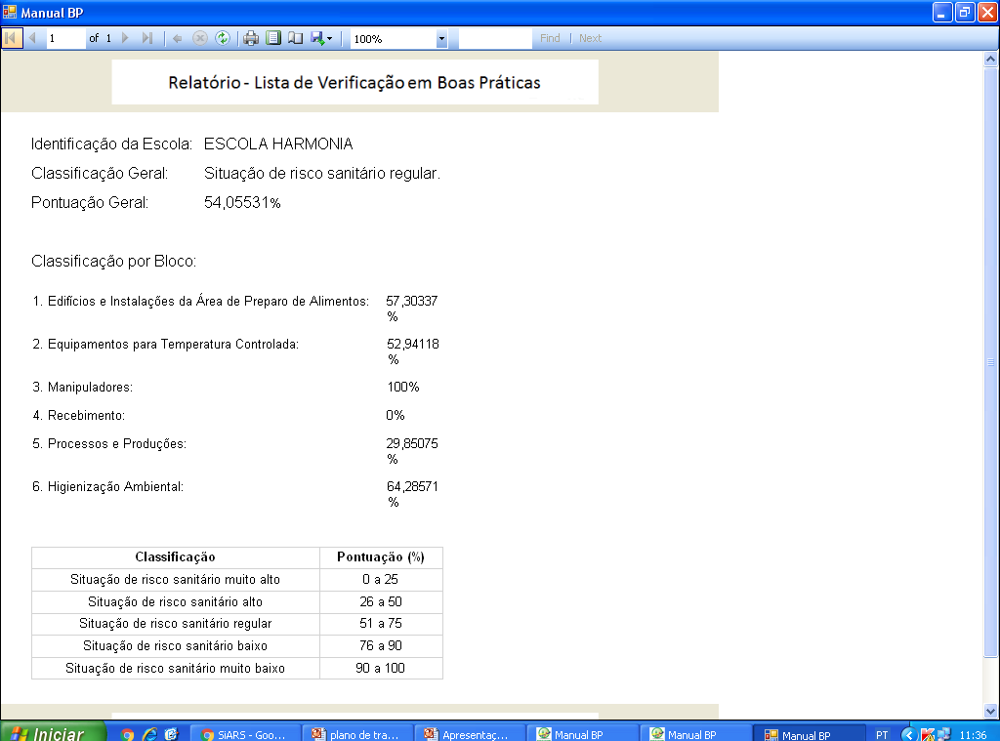 Manual BP
1 of 1 100% Find | Next
Relatório - Lista de Verificação em Boas Práticas
Identificação da Escola: ESCOLA HARMONIA
Classificação Geral: Situação de risco sanitário regular.
Pontuação Geral: 54,05531%
Classificação por Bloco:
1. Edifícios e Instalações da Área de Preparo de Alimentos: 57,30337
%
2. Equipamentos para Temperatura Controlada: 52,94118
%
3. Manipuladores: 100%
4. Recebimento: 0%
5. Processos e Produções: 29,85075
%
6. Higienização Ambiental: 64,28571
%
Classificação Pontuação (%)
Situação de risco sanitário muito alto 0 a 25
Situação de risco sanitário alto 26 a 50
Situação de risco sanitário regular 51 a 75
Situação de risco sanitário baixo 76 a 90
Situação de risco sanitário muito baixo 90 a 100
Iniciar SiARS - Goo... plano de tra... Apresentaç... Manual BP Manual BP Manual BP PT 11:36